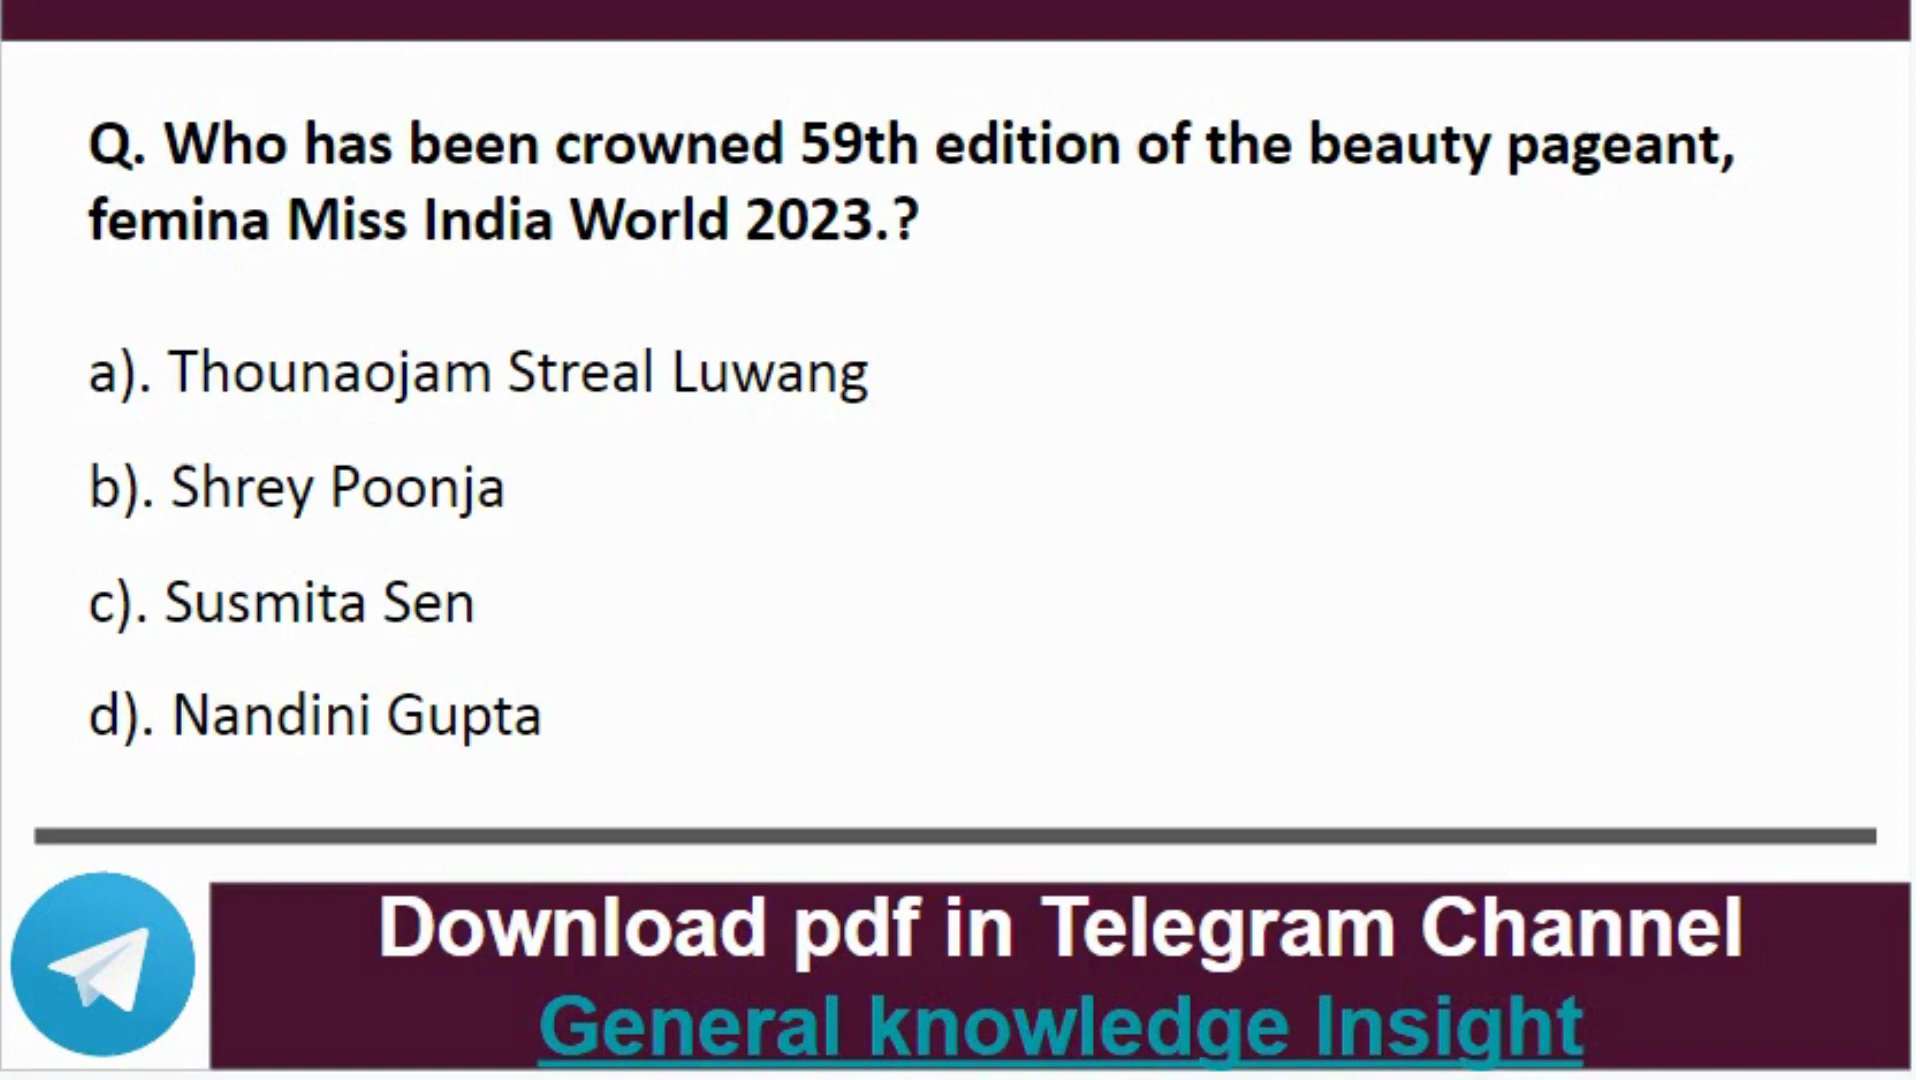 Q. Who has been crowned 59th edition of the beauty pageant,
femina Miss India World 2023.?
a). Thounaojam Streal Luwang
b). Shrey Poonja
c). Susmita Sen
d). Nandini Gupta
Download pdf in Telegram Channel
General knowledge Insight